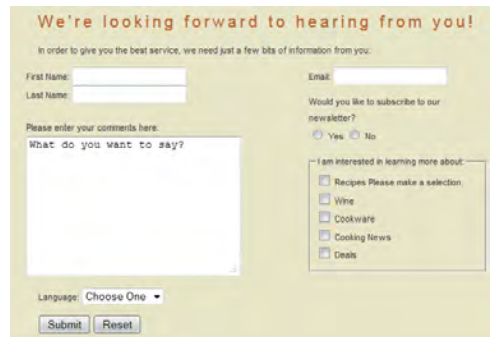 We're looking forward to hearing from you!
In order to give you the best service, we need just a few bits of information from you:
First Name:
Last Name:
Please enter your comments here:
What do you want to say?
Language: Choose One
Submit Reset
Email:
Would you like to subscribe to our
newsletter?
Yes No
I am interested in learning more about:
Recipes Please make a selection.
Wine
Cookware
Cooking News
Deals